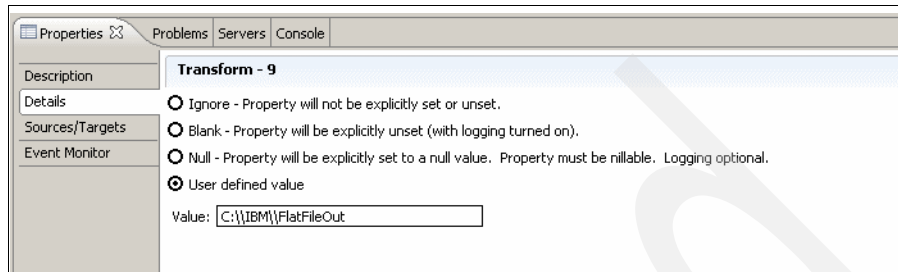 Properties Problems Servers Console
Transform - 9
Description
Details
Sources/Targets
Event Monitor
Ignore - Property will not be explicitly set or unset.
Blank - Property will be explicitly unset (with logging turned on).
Null - Property will be explicitly set to a null value. Property must be nillable. Logging optional.
User defined value
Value: C:\\IBM\\FlatFileOut